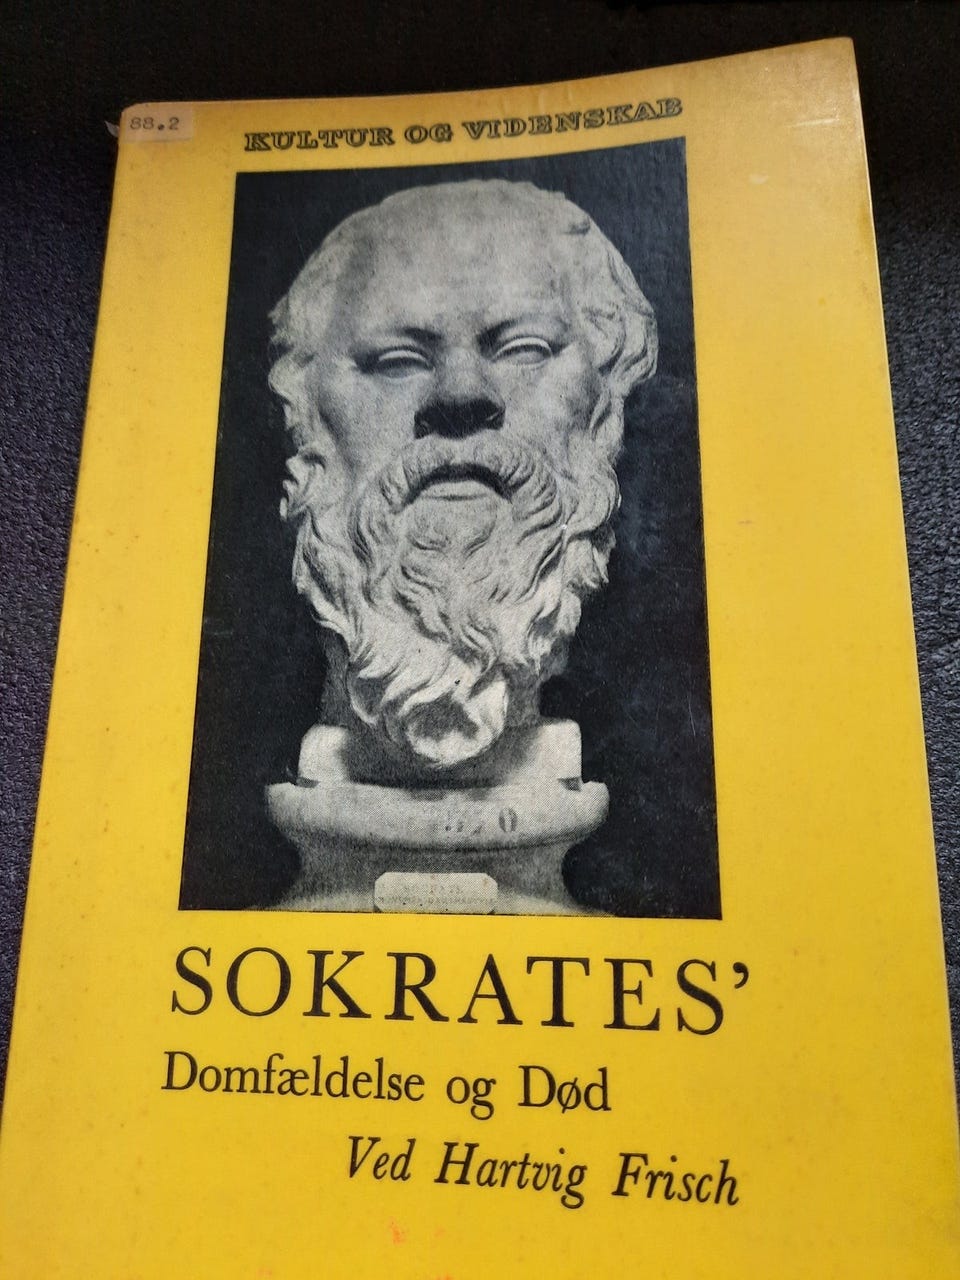 88.2
KULTUR OG VIDENSKAB
SOKRATES’
Domfældelse og Død
Ved Hartvig Frisch